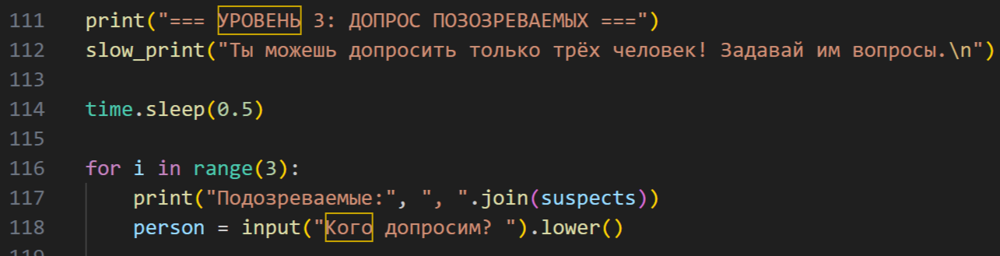 111 print("=== УРОВЕНЬ 3: ДОПРОС ПОЗОЗРЕВАЕМЫХ ===")
112 slow_print("Ты можешь допросить только трёх человек! Задавай им вопросы.\n")
113
114 time.sleep(0.5)
115
116 for i in range(3):
117 print("Подозреваемые:", ", ".join(suspects))
118 person = input("Кого допросим? ").lower()
119